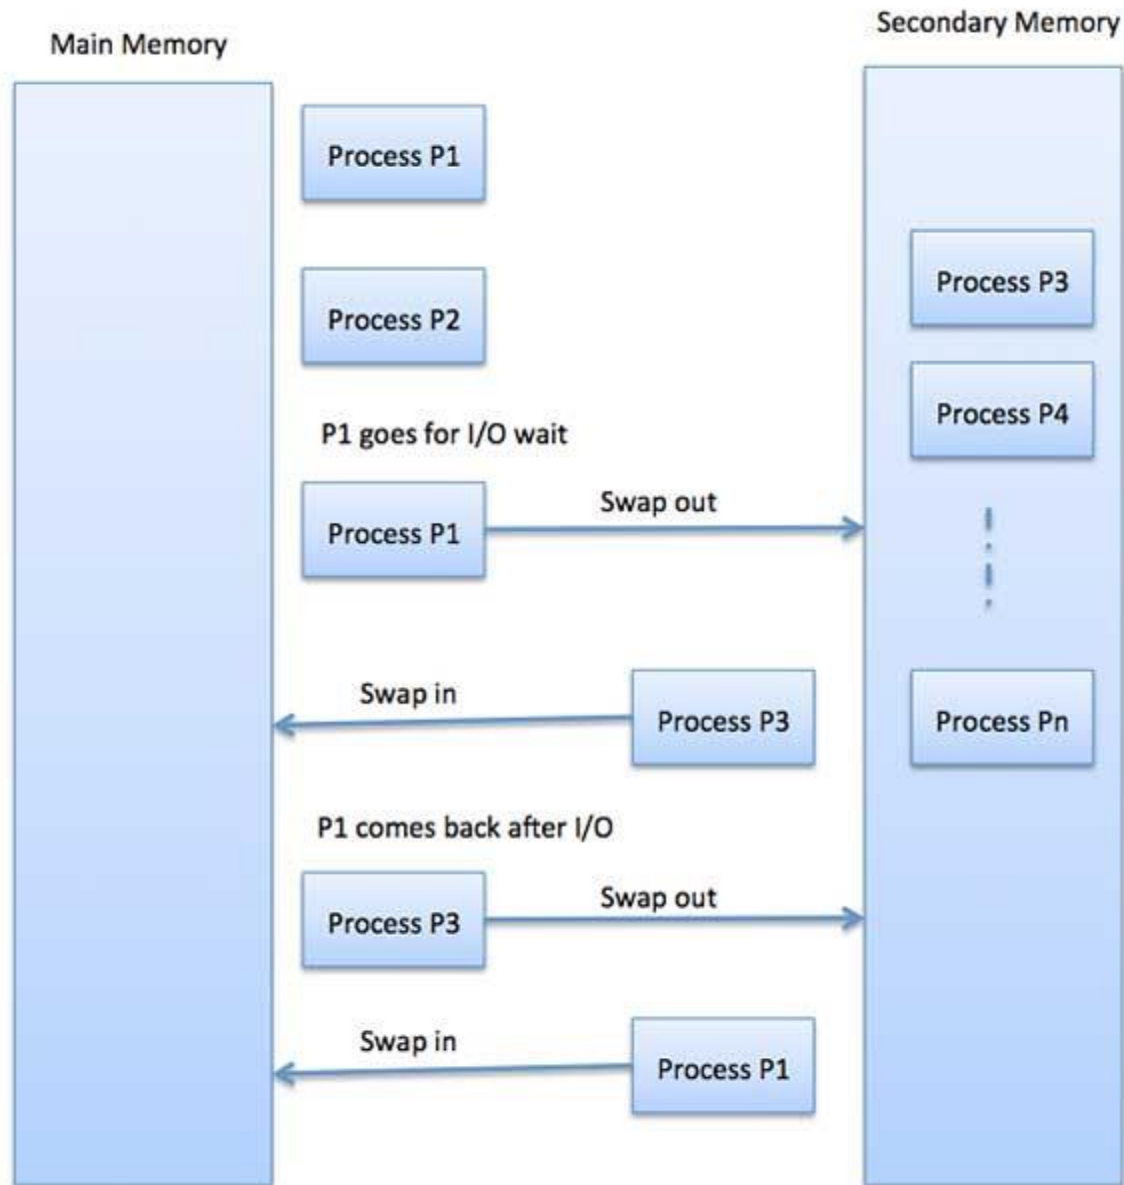 Main Memory
Secondary Memory
Process P1
Process P2
Process P3
Process P4
P1 goes for I/O wait
Process P1
Swap out
Swap in
Process P3
Process Pn
P1 comes back after I/O
Process P3
Swap out
Swap in
Process P1